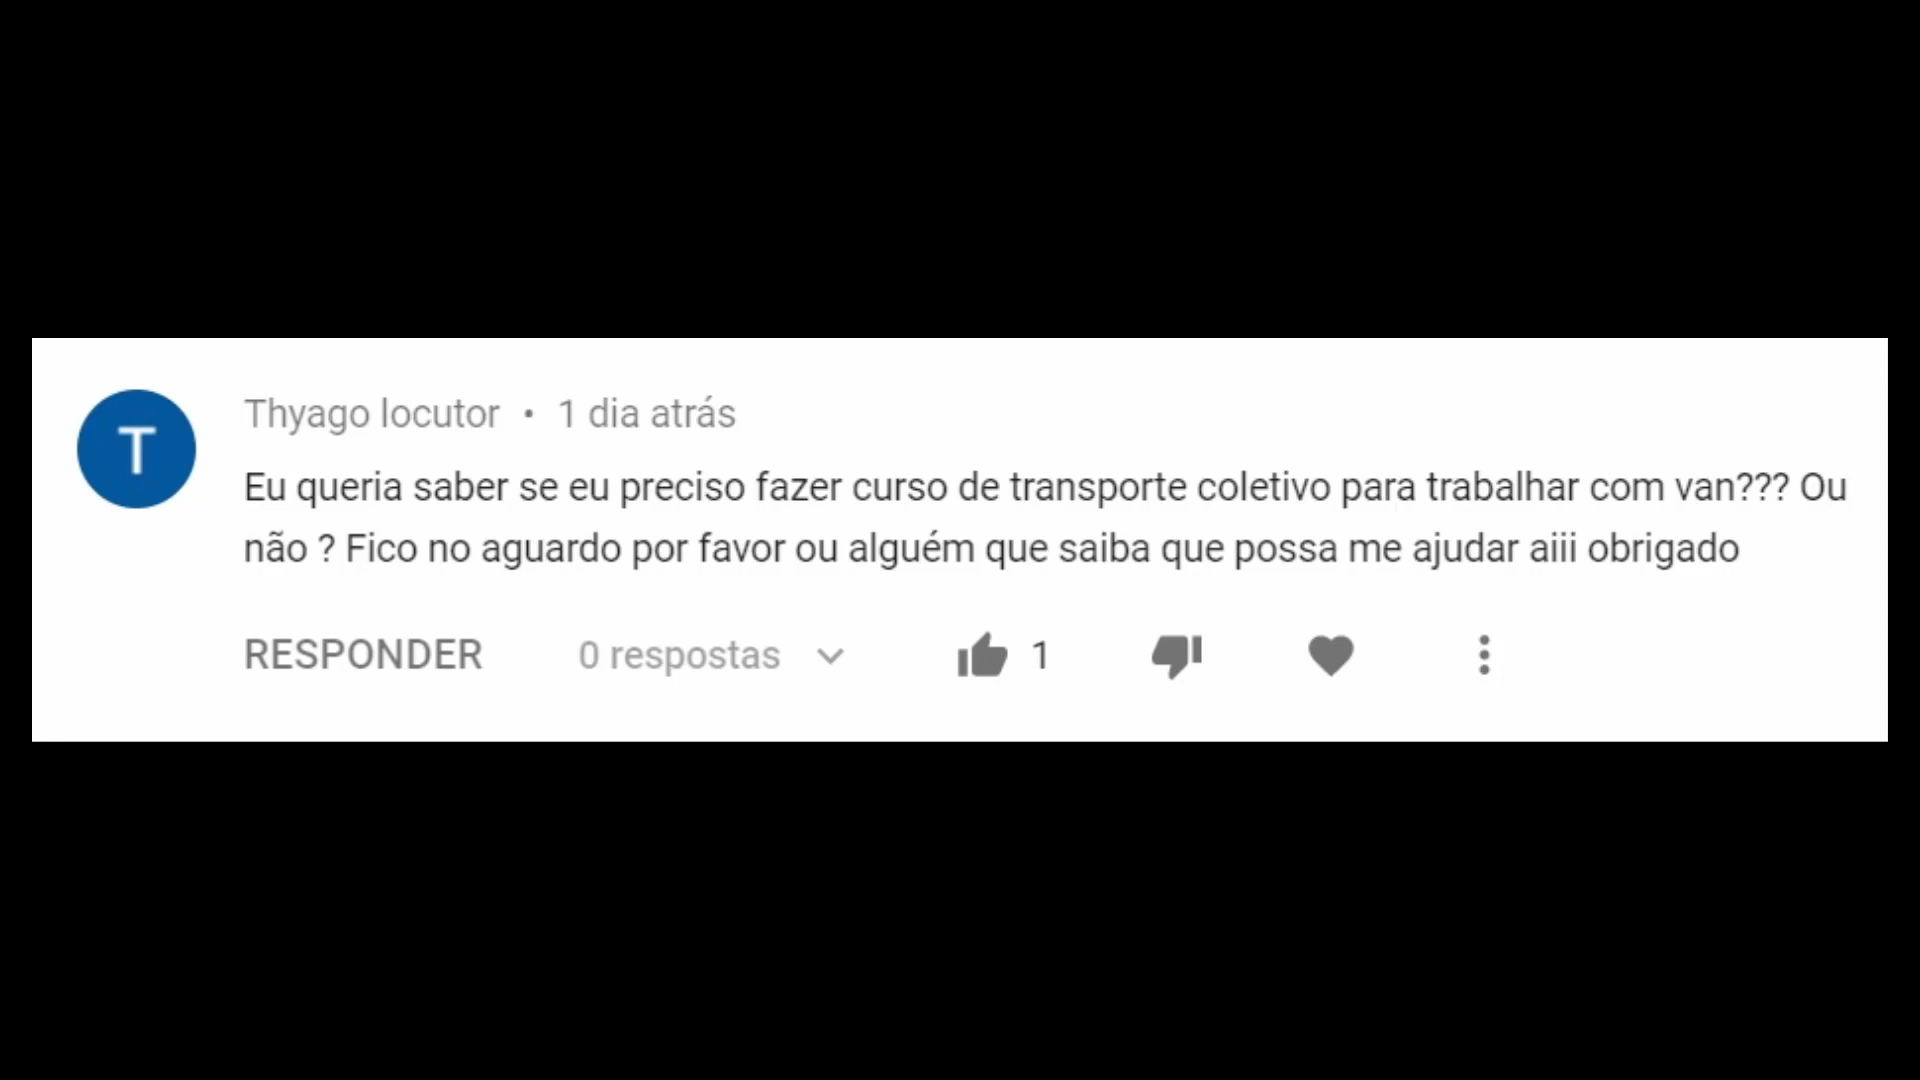 T
Thyago locutor • 1 dia atrás
Eu queria saber se eu preciso fazer curso de transporte coletivo para trabalhar com van??? Ou
não ? Fico no aguardo por favor ou alguém que saiba que possa me ajudar aiii obrigado
RESPONDER 0 respostas 1